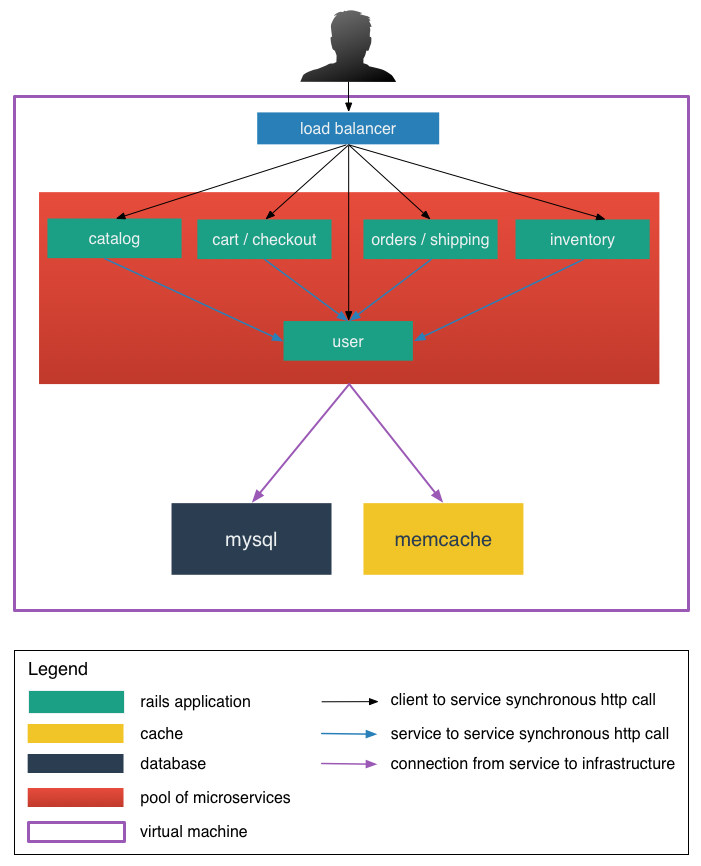 load balancer
catalog
cart / checkout
orders / shipping
inventory
user
mysql
memcache
Legend
rails application
client to service synchronous http call
cache
service to service synchronous http call
database
connection from service to infrastructure
pool of microservices
virtual machine